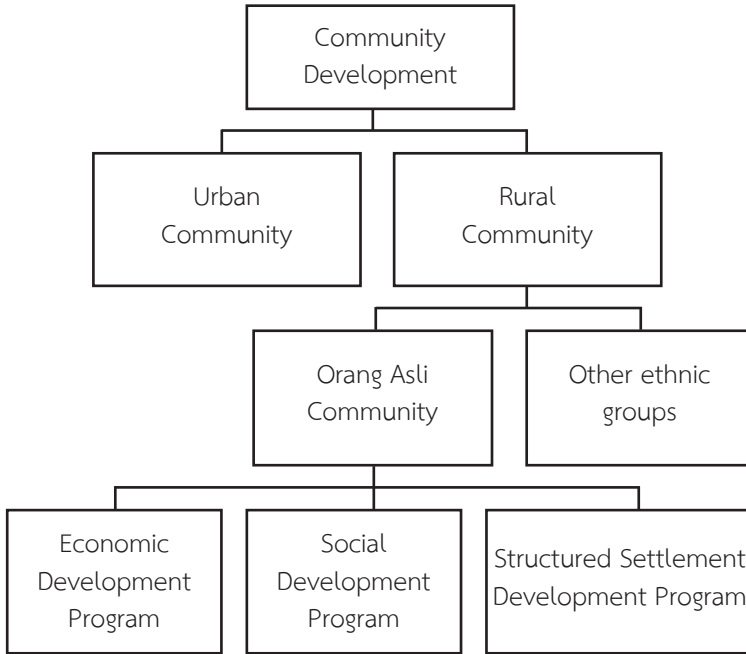 Community
Development
Urban
Community
Rural
Community
Orang Asli
Community
Other ethnic
groups
Economic
Development
Program
Social
Development
Program
Structured Settlement
Development Program